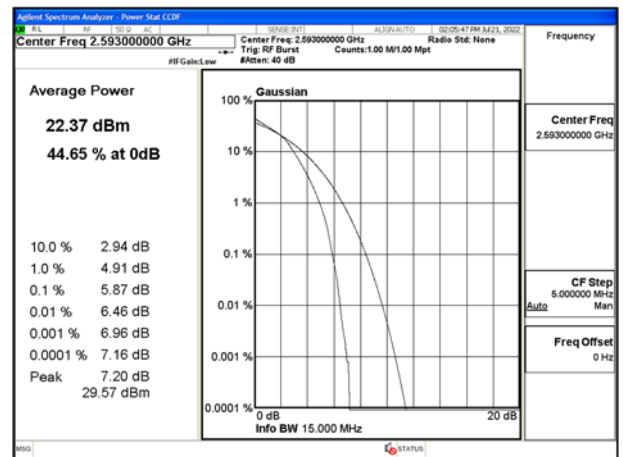 Agilent Spectrum Analyzer - Power Stat CCDF
RL RF 50 Ω AC SENSE:INT ALIGNAUTO 02:05:47 PM Jul 21, 2022
Center Freq 2.593000000 GHz
Center Freq: 2.593000000 GHz Radio Std: None
Trig: RF Burst Counts:1.00 M/1.00 Mpt
#IFGain:Low #Atten: 40 dB
Frequency
Average Power
22.37 dBm
44.65 % at 0dB
10.0 % 2.94 dB
1.0 % 4.91 dB
0.1 % 5.87 dB
0.01 % 6.46 dB
0.001 % 6.96 dB
0.0001 % 7.16 dB
Peak 7.20 dB
29.57 dBm
Gaussian
100 %
10 %
1 %
0.1 %
0.01 %
0.001 %
0.0001 %
0 dB 20 dB
Info BW 15.000 MHz
Center Freq
2.593000000 GHz
CF Step
5.000000 MHz
Auto Man
Freq Offset
0 Hz
MSG STATUS